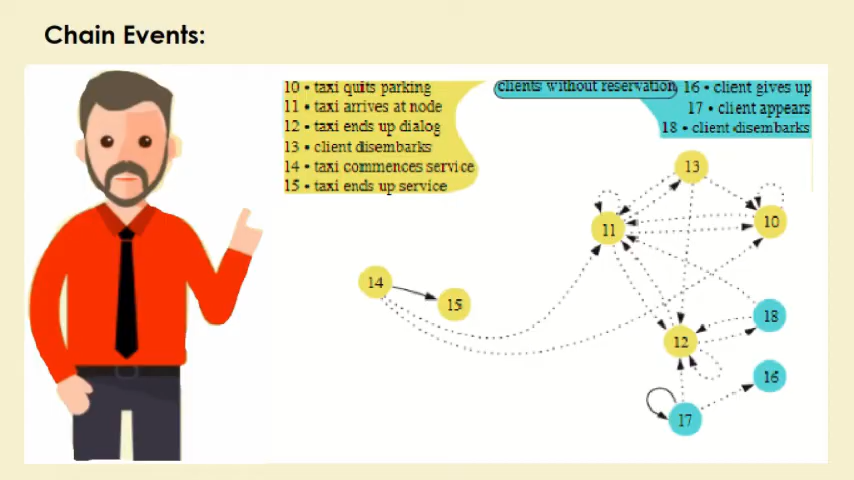 Chain Events:
10 • taxi quits parking
11 • taxi arrives at node
12 • taxi ends up dialog
13 • client disembarks
14 • taxi commences service
15 • taxi ends up service
clients without reservation
16 • client gives up
17 • client appears
18 • client disembarks
13
11
10
14
15
18
12
16
17